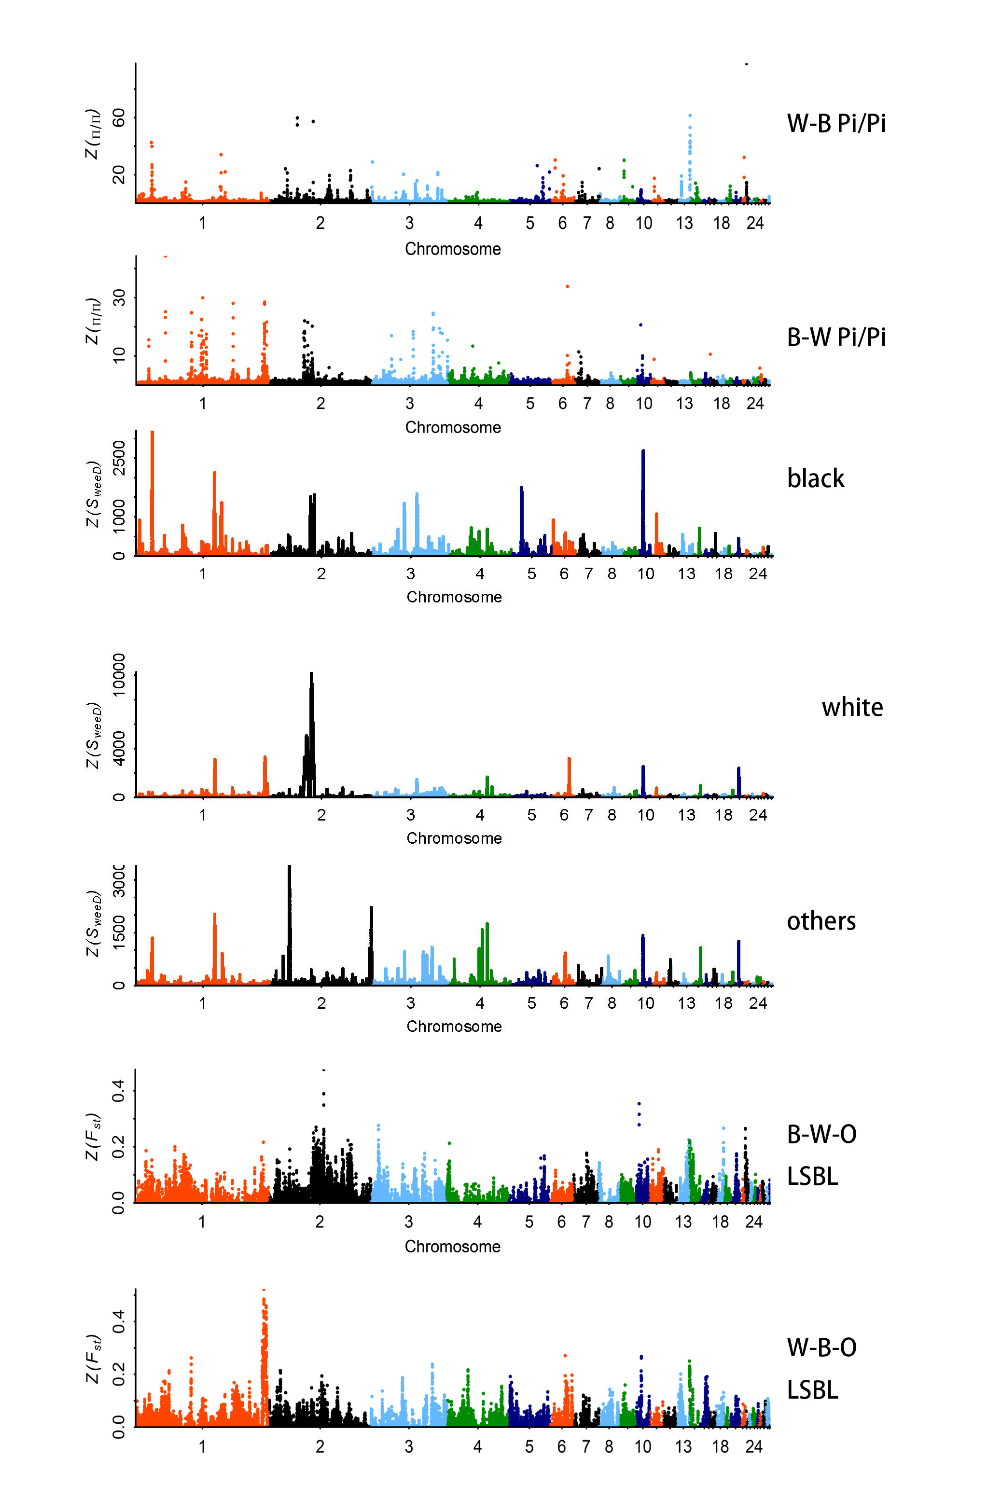 W-B Pi/Pi
Z(π/π)
20 60
1 2 3 4 5 6 7 8 10 13 18 24
Chromosome
B-W Pi/Pi
Z(π/π)
10 30
1 2 3 4 5 6 7 8 10 13 18 24
Chromosome
black
Z(SweeD)
0 1000 2500
1 2 3 4 5 6 7 8 10 13 18 24
Chromosome
white
Z(SweeD)
0 4000 10000
1 2 3 4 5 6 7 8 10 13 18 24
Chromosome
others
Z(SweeD)
0 1500 3000
1 2 3 4 5 6 7 8 10 13 18 24
Chromosome
B-W-O
LSBL
Z(Fst)
0.0 0.2 0.4
1 2 3 4 5 6 7 8 10 13 18 24
Chromosome
W-B-O
LSBL
Z(Fst)
0.0 0.2 0.4
1 2 3 4 5 6 7 8 10 13 18 24